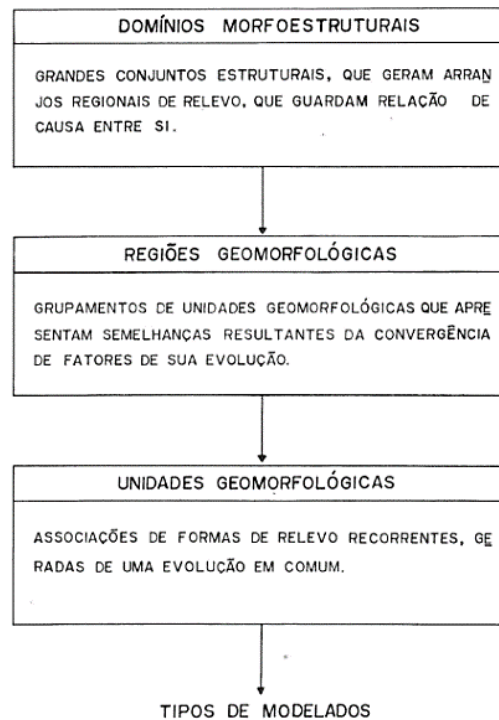 DOMÍNIOS MORFOESTRUTURAIS
GRANDES CONJUNTOS ESTRUTURAIS, QUE GERAM ARRAN
JOS REGIONAIS DE RELEVO, QUE GUARDAM RELAÇÃO DE
CAUSA ENTRE SI.
REGIÕES GEOMORFOLÓGICAS
GRUPAMENTOS DE UNIDADES GEOMORFOLÓGICAS QUE APRE
SENTAM SEMELHANÇAS RESULTANTES DA CONVERGÊNCIA
DE FATORES DE SUA EVOLUÇÃO.
UNIDADES GEOMORFOLÓGICAS
ASSOCIAÇÕES DE FORMAS DE RELEVO RECORRENTES, GE
RADAS DE UMA EVOLUÇÃO EM COMUM.
TIPOS DE MODELADOS